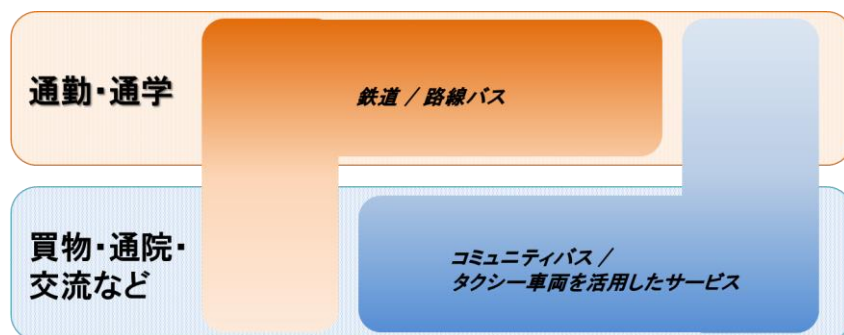 通勤・通学
鉄道 / 路線バス
買物・通院・
交流など
コミュニティバス /
タクシー車両を活用したサービス